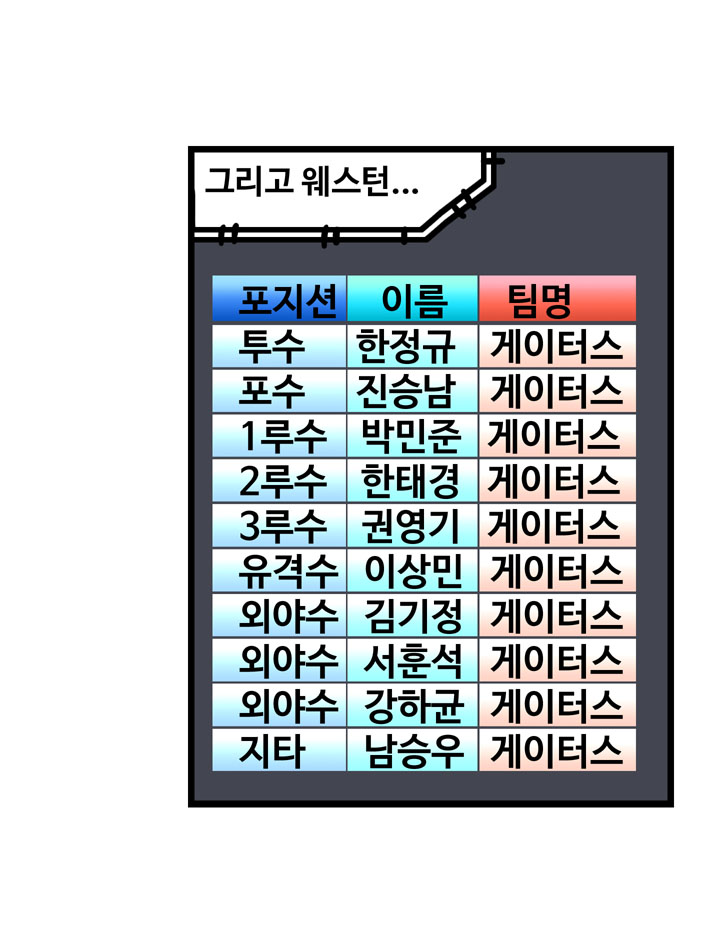 그리고 웨스턴...
포지션 이름 팀명
투수 한정규 게이터스
포수 진승남 게이터스
1루수 박민준 게이터스
2루수 한태경 게이터스
3루수 권영기 게이터스
유격수 이상민 게이터스
외야수 김기정 게이터스
외야수 서훈석 게이터스
외야수 강하균 게이터스
지타 남승우 게이터스